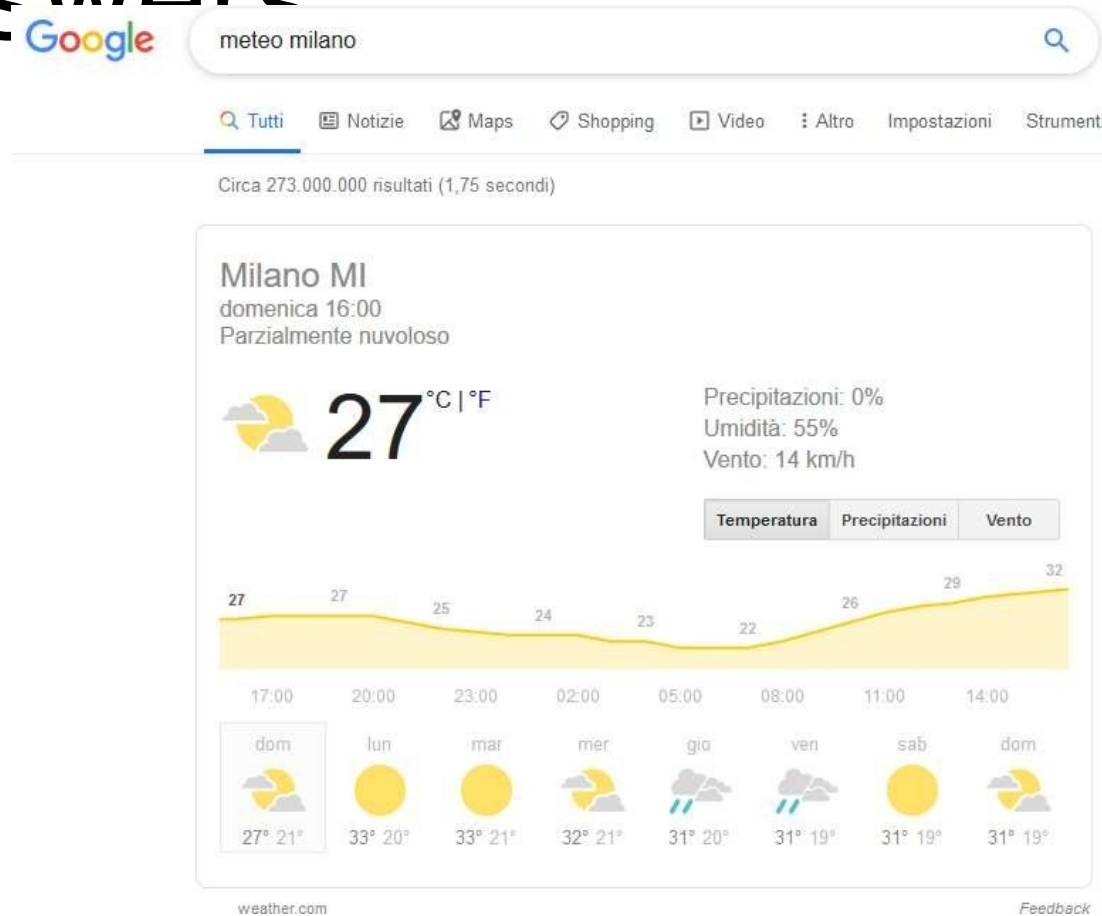 Google
meteo milano
Tutti Notizie Maps Shopping Video Altro Impostazioni Strument
Circa 273.000.000 risultati (1,75 secondi)
Milano MI
domenica 16:00
Parzialmente nuvoloso
27 °C | °F
Precipitazioni: 0%
Umidità: 55%
Vento: 14 km/h
Temperatura Precipitazioni Vento
27 27 25 24 23 22 26 29 32
17:00 20:00 23:00 02:00 05:00 08:00 11:00 14:00
dom lun mar mer gio ven sab dom
27° 21° 33° 20° 33° 21° 32° 21° 31° 20° 31° 19° 31° 19° 31° 19°
weather.com Feedback